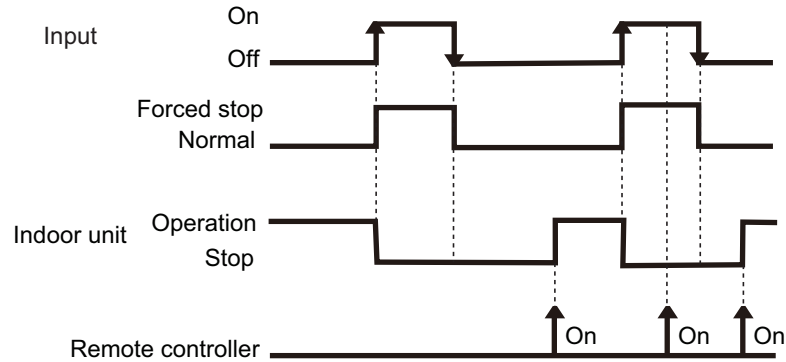 On
Input
Off
Forced stop
Normal
Operation
Indoor unit
Stop
On
On
On
Remote controller